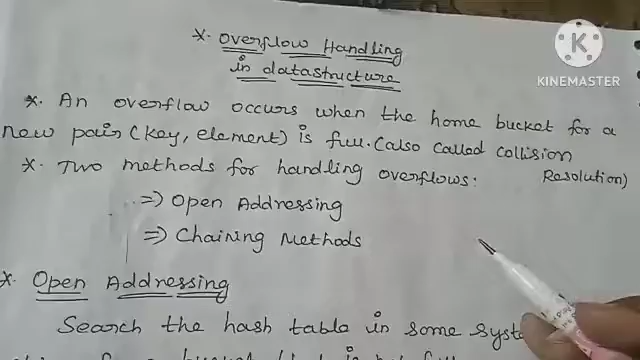 * Overflow Handling
in datastructure
KINEMASTER
* An overflow occurs when the home bucket for a
new pair (key, element) is full. (also called collision
Resolution)
* Two methods for handling overflows:
=> Open Addressing
=> Chaining Methods
* Open Addressing
Search the hash table in some